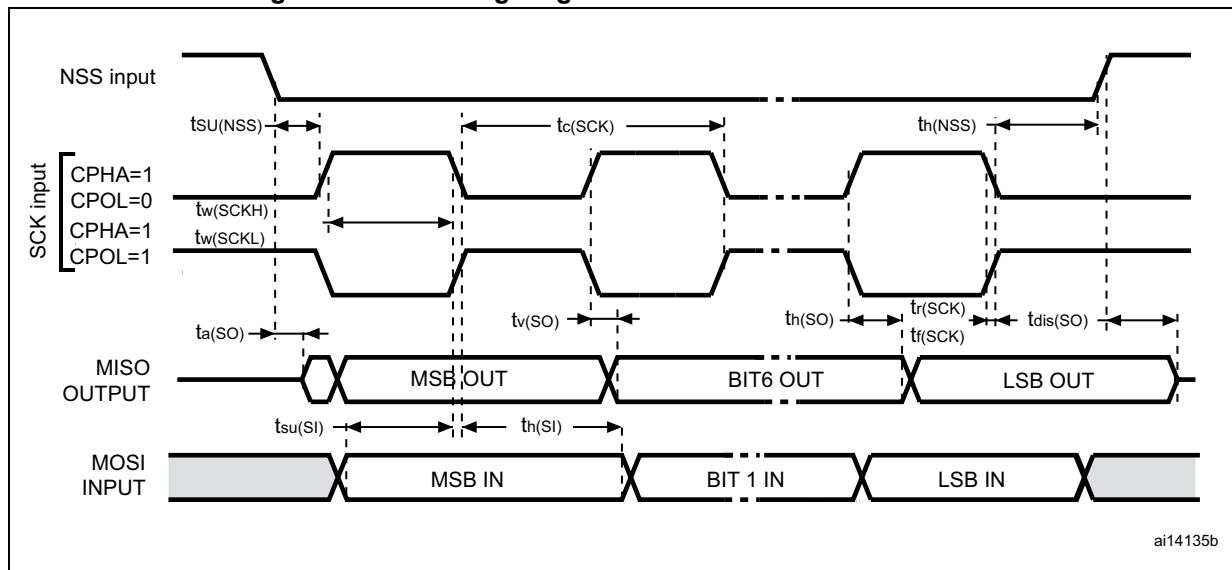 NSS input
tSU(NSS)
tc(SCK)
th(NSS)
SCK input
CPHA=1
CPOL=0
tw(SCKH)
CPHA=1
tw(SCKL)
CPOL=1
ta(SO)
tv(SO)
th(SO)
tr(SCK)
tf(SCK)
tdis(SO)
MISO
OUTPUT
MSB OUT
BIT6 OUT
LSB OUT
tsu(SI)
th(SI)
MOSI
INPUT
MSB IN
BIT 1 IN
LSB IN
ai14135b